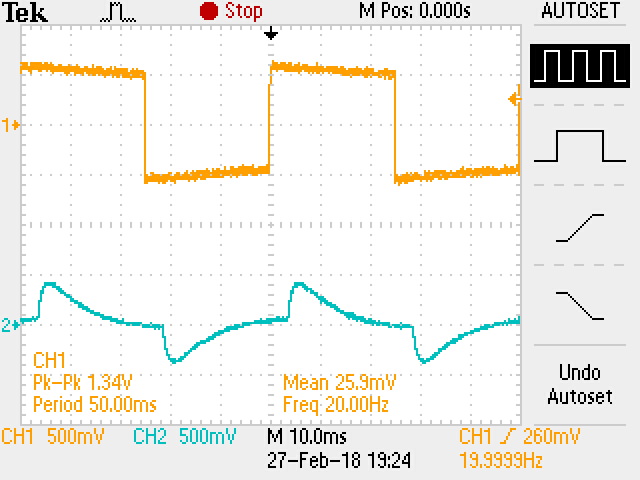 Tek Stop M Pos: 0.000s AUTOSET
1
2
CH1
Pk-Pk 1.34V Mean 25.9mV
Period 50.00ms Freq 20.00Hz
Undo
Autoset
CH1 500mV CH2 500mV M 10.0ms CH1 260mV
27-Feb-18 19:24 19.9999Hz